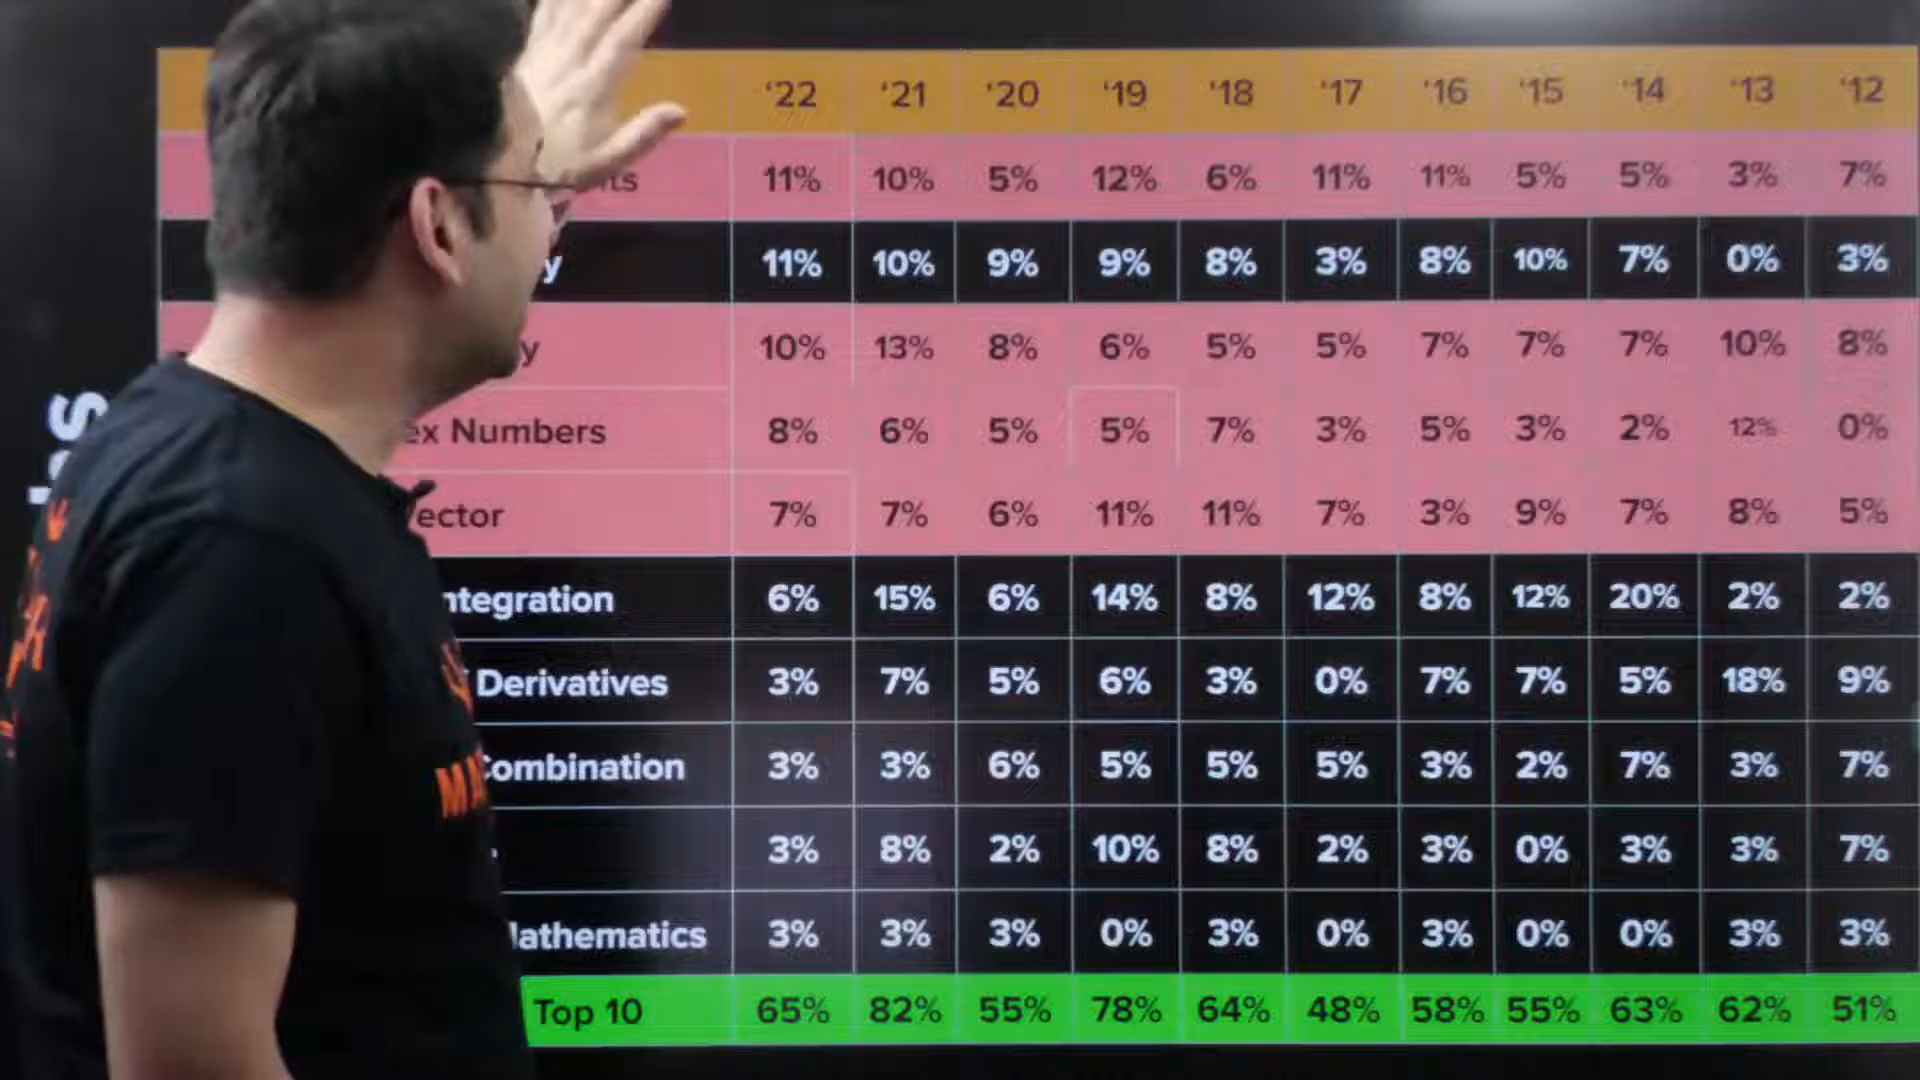 ‘22 ‘21 ‘20 ‘19 ‘18 ‘17 ‘16 ‘15 ‘14 ‘13 ‘12
11% 10% 5% 12% 6% 11% 11% 5% 5% 3% 7%
11% 10% 9% 9% 8% 3% 8% 10% 7% 0% 3%
10% 13% 8% 6% 5% 5% 7% 7% 7% 10% 8%
ex Numbers 8% 6% 5% 5% 7% 3% 5% 3% 2% 12% 0%
ector 7% 7% 6% 11% 11% 7% 3% 9% 7% 8% 5%
ntegration 6% 15% 6% 14% 8% 12% 8% 12% 20% 2% 2%
Derivatives 3% 7% 5% 6% 3% 0% 7% 7% 5% 18% 9%
Combination 3% 3% 6% 5% 5% 5% 3% 2% 7% 3% 7%
3% 8% 2% 10% 8% 2% 3% 0% 3% 3% 7%
athematics 3% 3% 3% 0% 3% 0% 3% 0% 0% 3% 3%
Top 10 65% 82% 55% 78% 64% 48% 58% 55% 63% 62% 51%